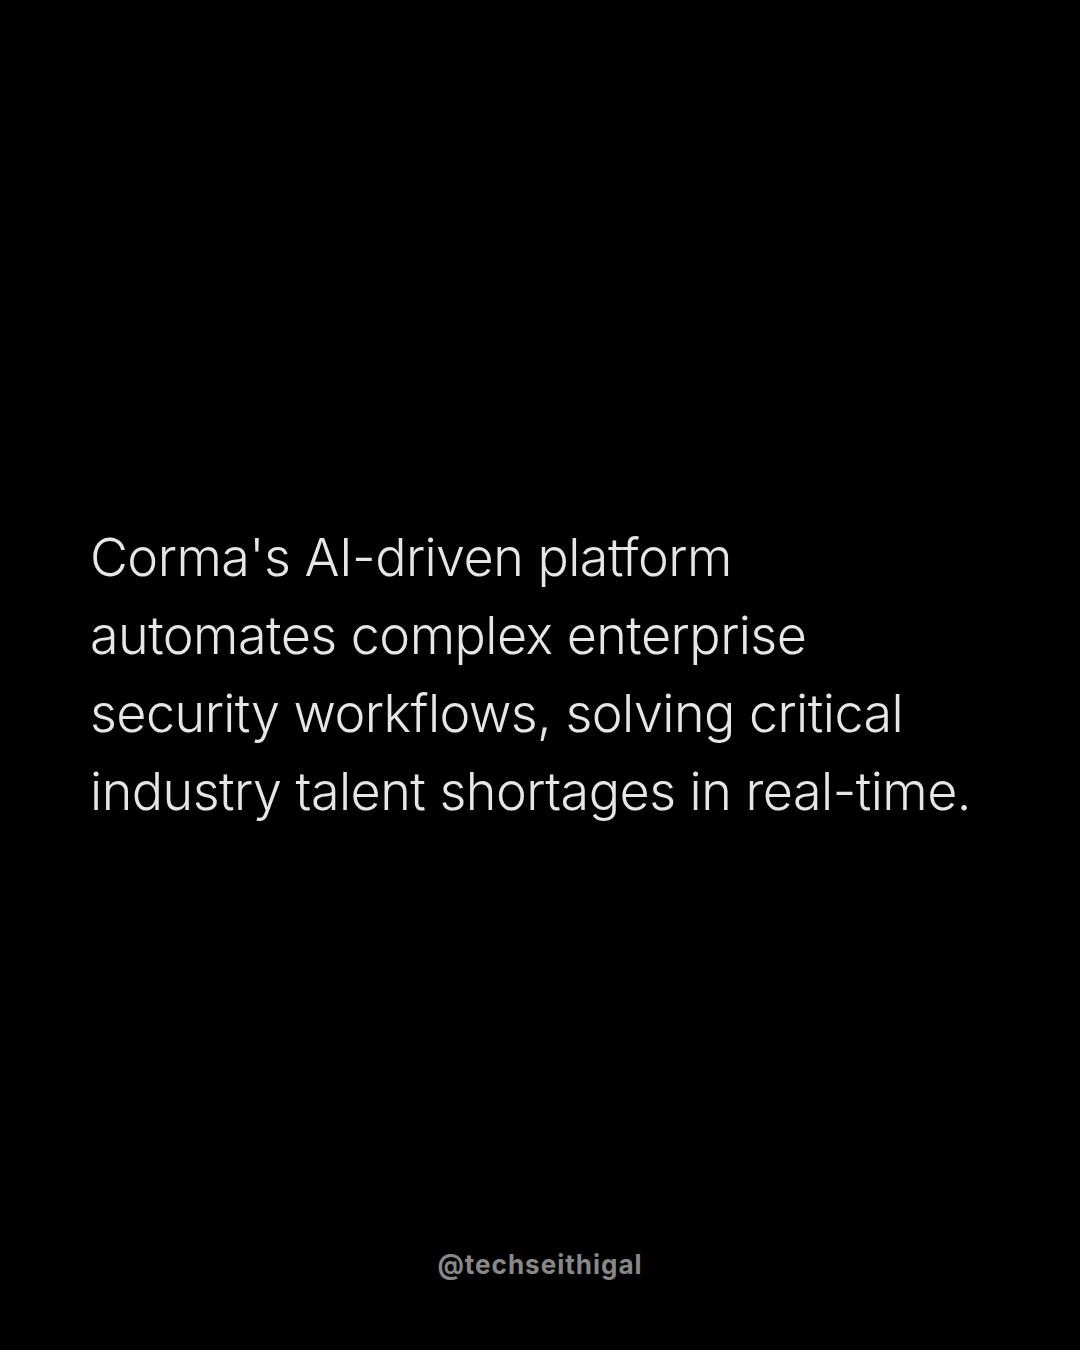 Corma's AI-driven platform
automates complex enterprise
security workflows, solving critical
industry talent shortages in real-time.
@techseithigal